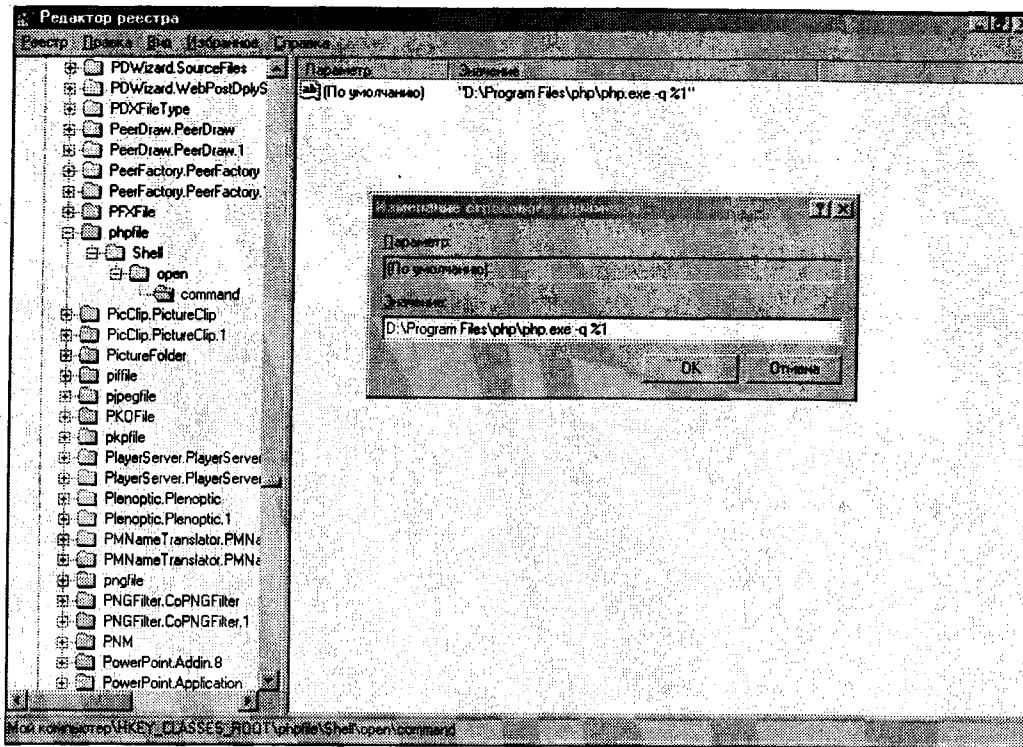 Редактор реестра
Реестр Правка Вид Избранное Справка
PDWizard.SourceFiles
PDWizard.WebPostDplyS
PDXFileType
PeerDraw.PeerDraw
PeerDraw.PeerDraw.1
PeerFactory.PeerFactory
PeerFactory.PeerFactory.
PFXFile
phpfile
Shell
open
command
PicClip.PictureClip
PicClip.PictureClip.1
PictureFolder
piffile
pjpegfile
PKOFile
pkpfile
PlayerServer.PlayerServer
PlayerServer.PlayerServer
Plenoptic.Plenoptic
Plenoptic.Plenoptic.1
PMNameTranslator.PMNa
PMNameTranslator.PMNa
pngfile
PNGFilter.CoPNGFilter
PNGFilter.CoPNGFilter.1
PNM
PowerPoint.Addin.8
PowerPoint.Application
Параметр Значение
ab (По умолчанию) "D:\Program Files\php\php.exe -q %1"
Изменение строковых данных
Параметр:
(По умолчанию)
Значение:
D:\Program Files\php\php.exe -q %1
OK Отмена
Мой компьютер\HKEY_CLASSES_ROOT\phpfile\Shell\open\command